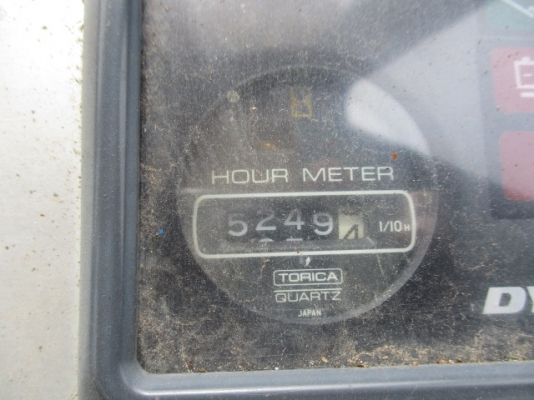 HOUR METER
5249 1/10H
TORICA
QUARTZ
JAPAN